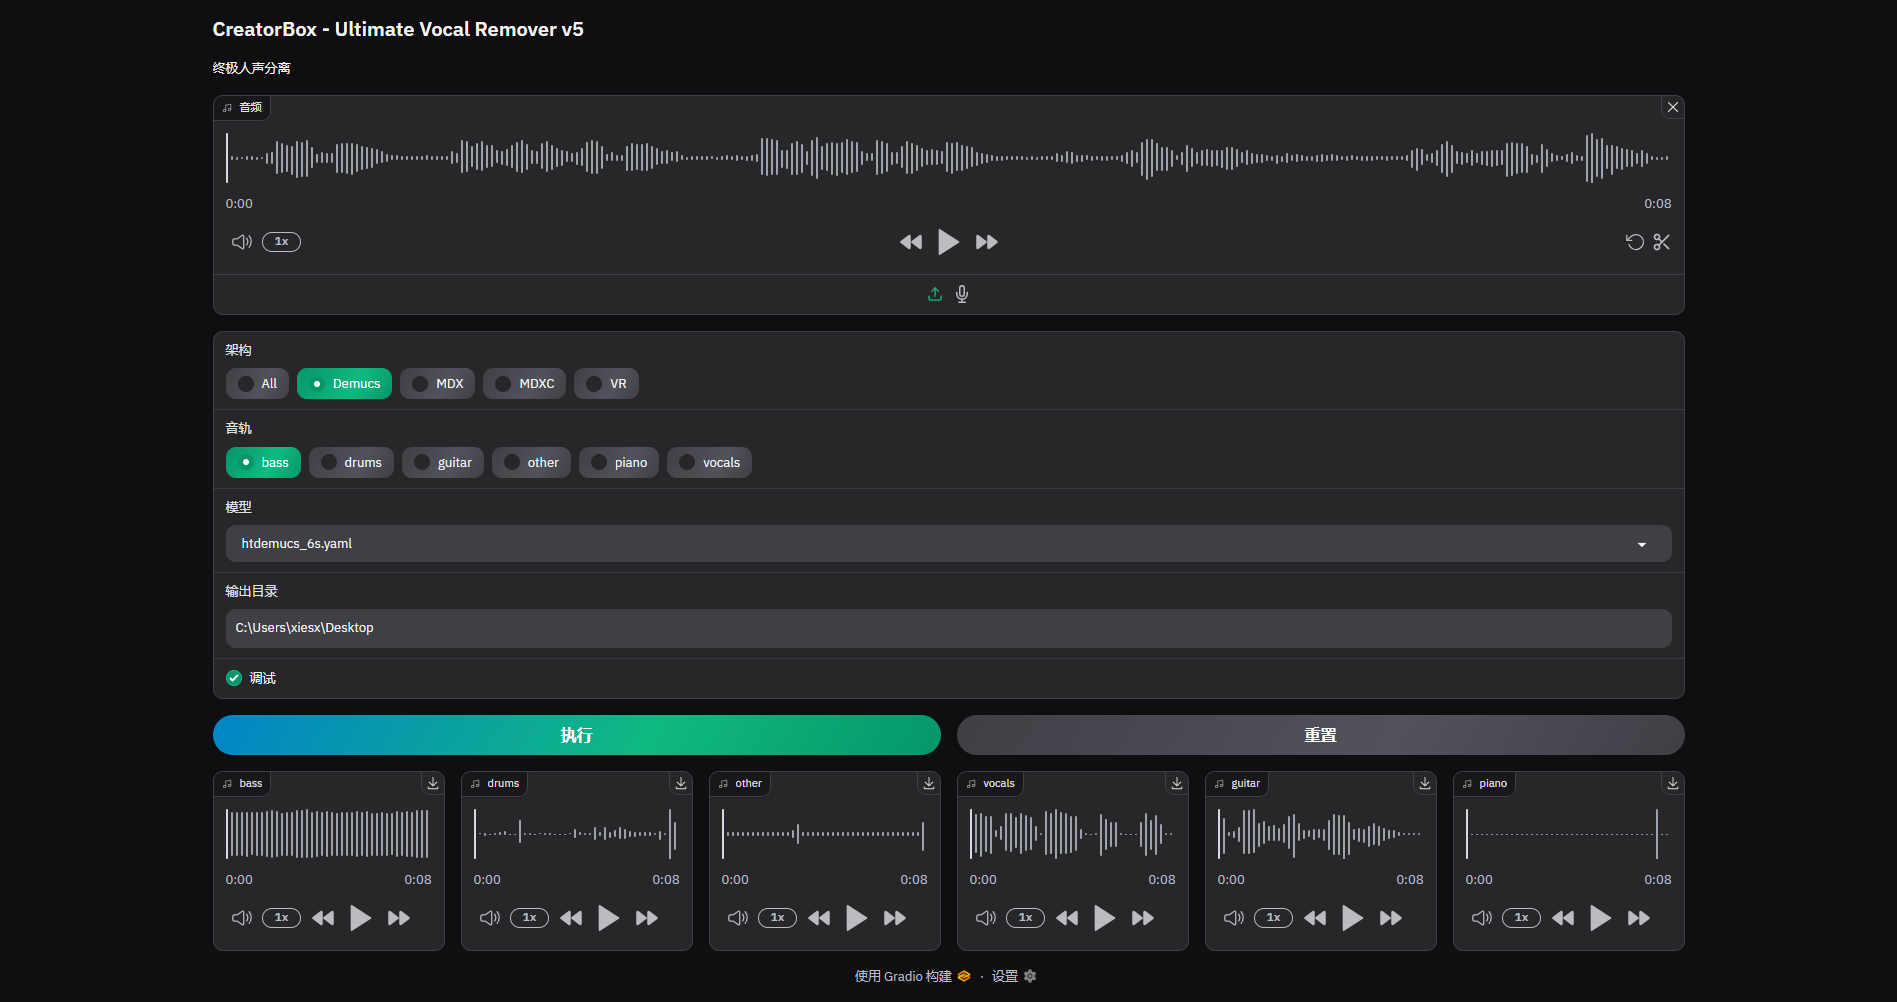 CreatorBox - Ultimate Vocal Remover v5
终极人声分离
音频
0:00 0:08
1x
架构
All Demucs MDX MDXC VR
音轨
bass drums guitar other piano vocals
模型
htdemucs_6s.yaml
输出目录
C:\Users\xiesx\Desktop
调试
执行 重置
bass drums other vocals guitar piano
0:00 0:08 0:00 0:08 0:00 0:08 0:00 0:08 0:00 0:08 0:00 0:08
1x 1x 1x 1x 1x 1x
使用 Gradio 构建 · 设置